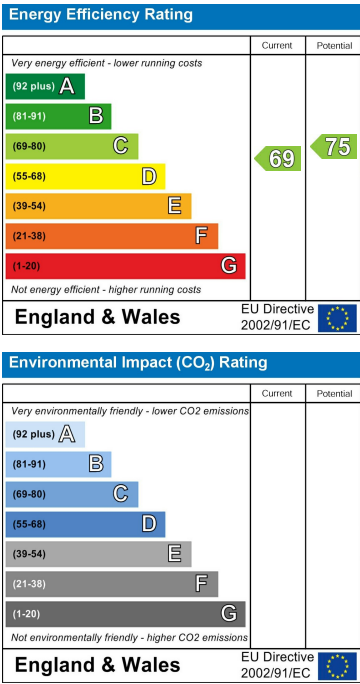 Energy Efficiency Rating
Current Potential
Very energy efficient - lower running costs
(92 plus) A
(81-91) B
(69-80) C
(55-68) D
(39-54) E
(21-38) F
(1-20) G
69
75
Not energy efficient - higher running costs
England & Wales
EU Directive
2002/91/EC
Environmental Impact (CO₂) Rating
Current Potential
Very environmentally friendly - lower CO2 emissions
(92 plus) A
(81-91) B
(69-80) C
(55-68) D
(39-54) E
(21-38) F
(1-20) G
Not environmentally friendly - higher CO2 emissions
England & Wales
EU Directive
2002/91/EC